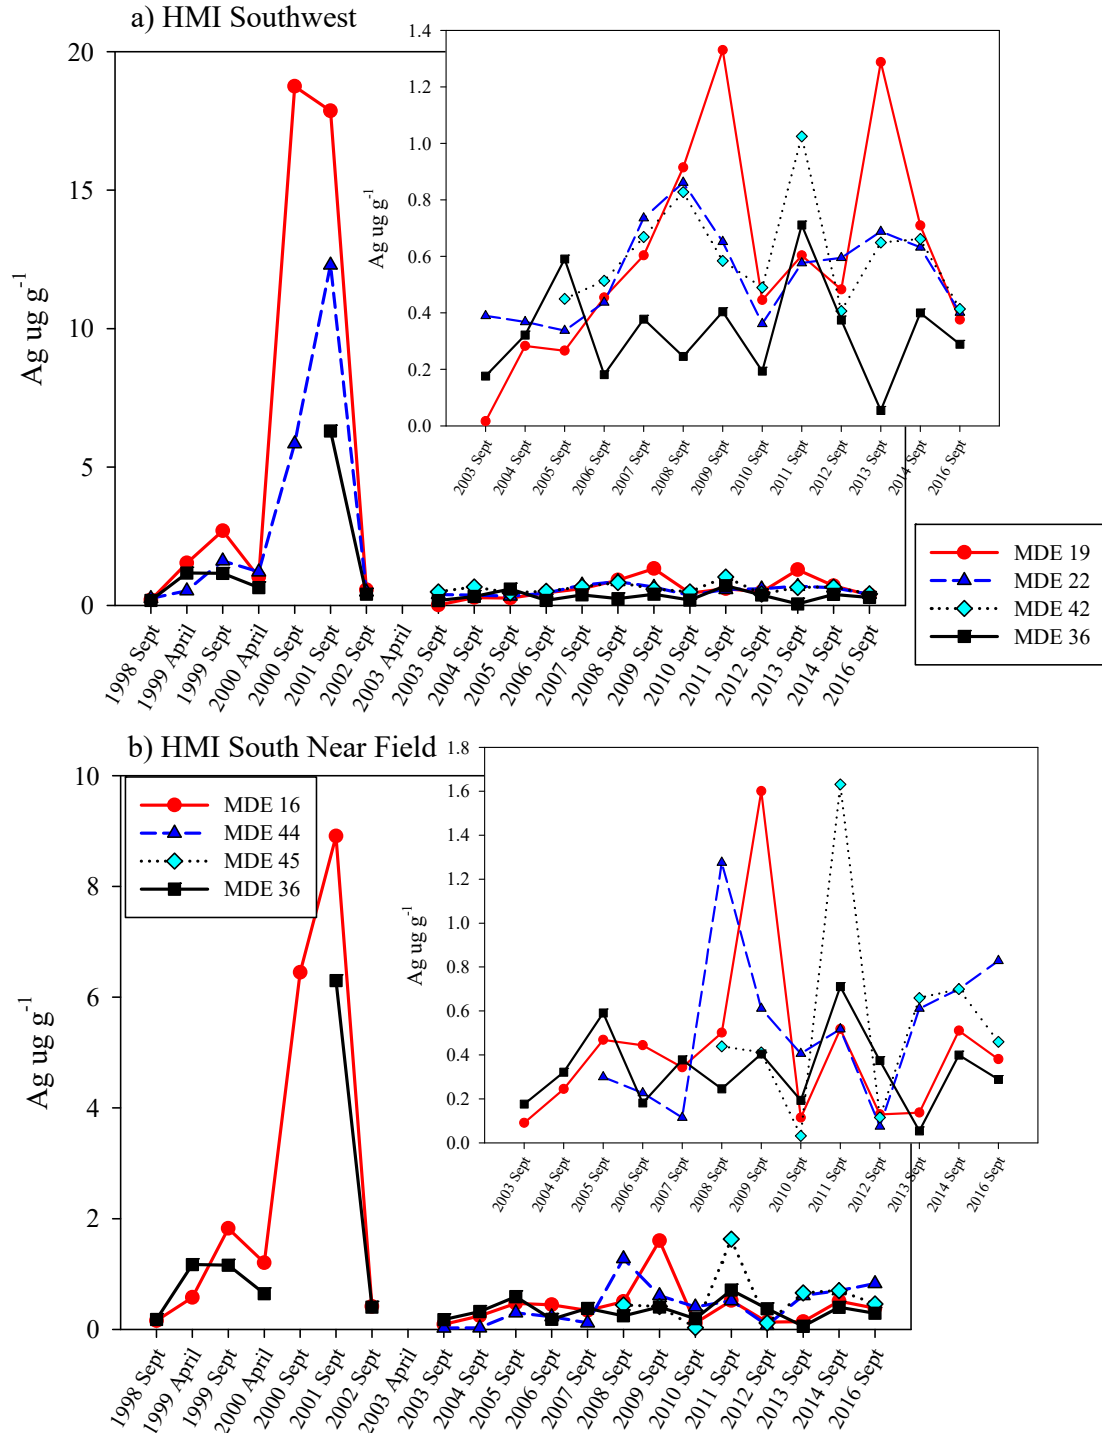 a) HMI Southwest
20
15
10
5
0
Ag ug g-1
1998 Sept
1999 April
1999 Sept
2000 April
2000 Sept
2001 Sept
2002 Sept
2003 April
2003 Sept
2004 Sept
2005 Sept
2006 Sept
2007 Sept
2008 Sept
2009 Sept
2010 Sept
2011 Sept
2012 Sept
2013 Sept
2014 Sept
2016 Sept
1.4
1.2
1.0
0.8
0.6
0.4
0.2
0.0
Ag ug g-1
2003 Sept
2004 Sept
2005 Sept
2006 Sept
2007 Sept
2008 Sept
2009 Sept
2010 Sept
2011 Sept
2012 Sept
2013 Sept
2014 Sept
2016 Sept
MDE 19
MDE 22
MDE 42
MDE 36
b) HMI South Near Field
10
8
6
4
2
0
Ag ug g-1
MDE 16
MDE 44
MDE 45
MDE 36
1998 Sept
1999 April
1999 Sept
2000 April
2000 Sept
2001 Sept
2002 Sept
2003 April
2003 Sept
2004 Sept
2005 Sept
2006 Sept
2007 Sept
2008 Sept
2009 Sept
2010 Sept
2011 Sept
2012 Sept
2013 Sept
2014 Sept
2016 Sept
1.8
1.6
1.4
1.2
1.0
0.8
0.6
0.4
0.2
0.0
Ag ug g-1
2003 Sept
2004 Sept
2005 Sept
2006 Sept
2007 Sept
2008 Sept
2009 Sept
2010 Sept
2011 Sept
2012 Sept
2013 Sept
2014 Sept
2016 Sept